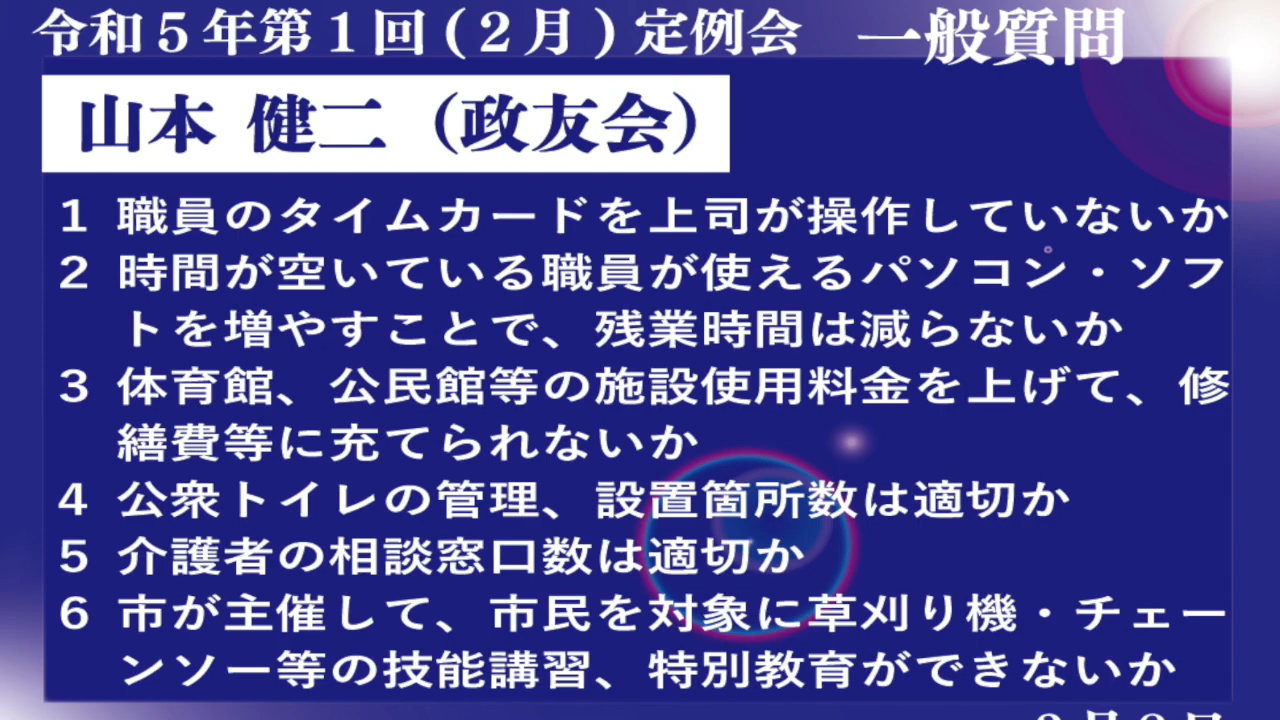 令和５年第１回(２月)定例会　一般質問
山本 健二（政友会）
1 職員のタイムカードを上司が操作していないか
2 時間が空いている職員が使えるパソコン・ソフ
トを増やすことで、残業時間は減らないか
3 体育館、公民館等の施設使用料金を上げて、修
繕費等に充てられないか
4 公衆トイレの管理、設置箇所数は適切か
5 介護者の相談窓口数は適切か
6 市が主催して、市民を対象に草刈り機・チェー
ンソー等の技能講習、特別教育ができないか